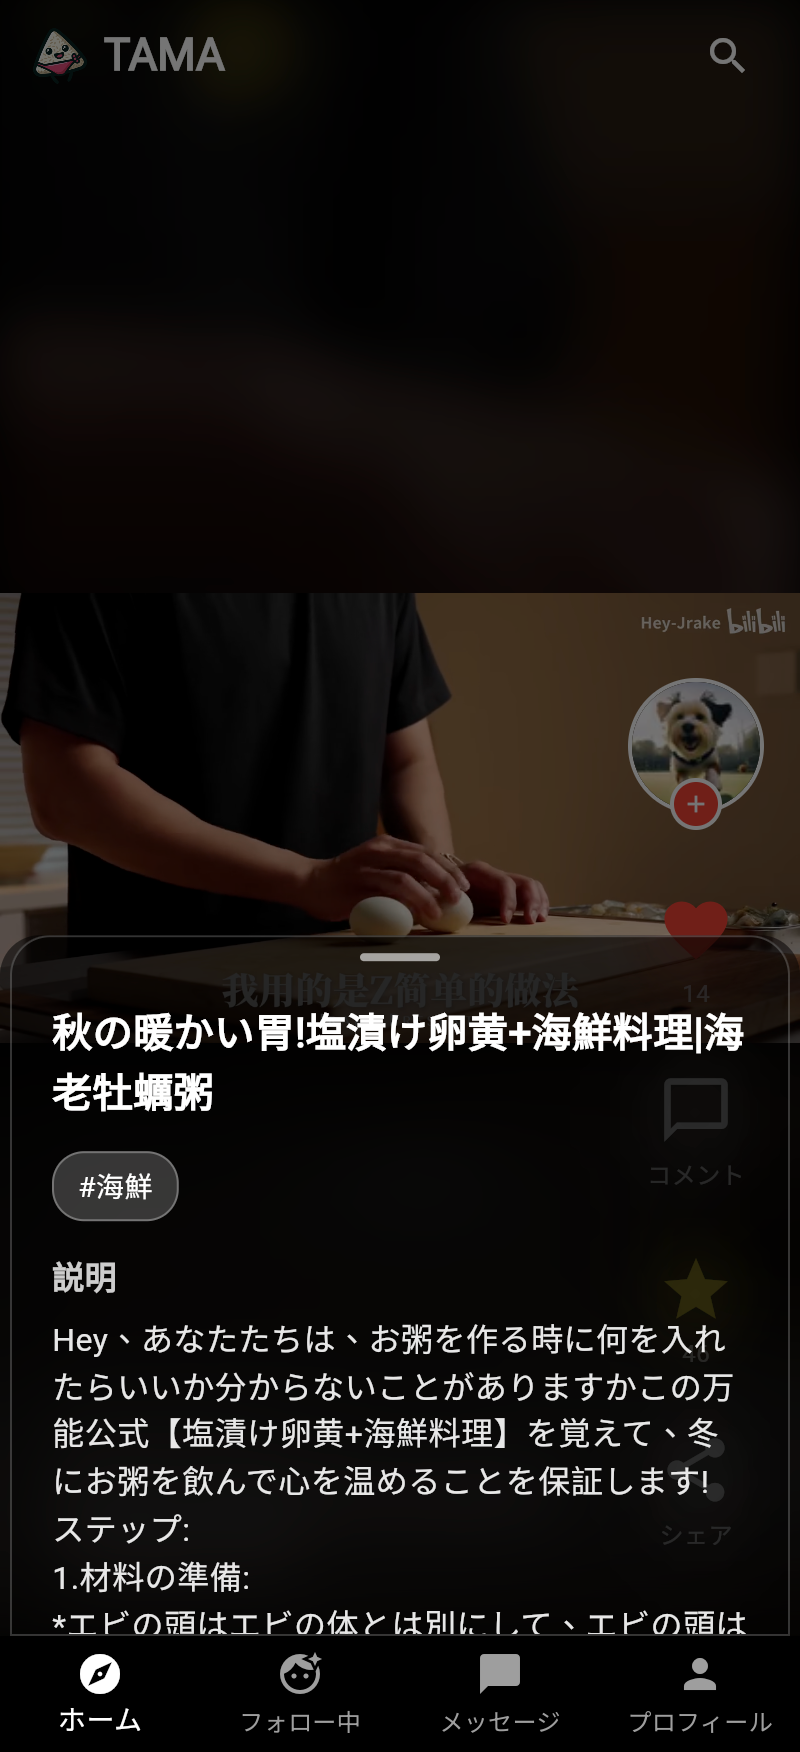 TAMA
Hey-Jrake bilibili
14
我用的是Z简单的做法
秋の暖かい胃!塩漬け卵黄+海鮮料理|海
老牡蠣粥
コメント
#海鮮
説明
Hey、あなたたちは、お粥を作る時に何を入れ
46
たらいいか分からないことがありますかこの万
能公式【塩漬け卵黄+海鮮料理】を覚えて、冬
にお粥を飲んで心を温めることを保証します!
ステップ:
シェア
1.材料の準備:
*エビの頭はエビの体とは別にして、エビの頭は
ホーム
フォロー中
メッセージ
プロフィール